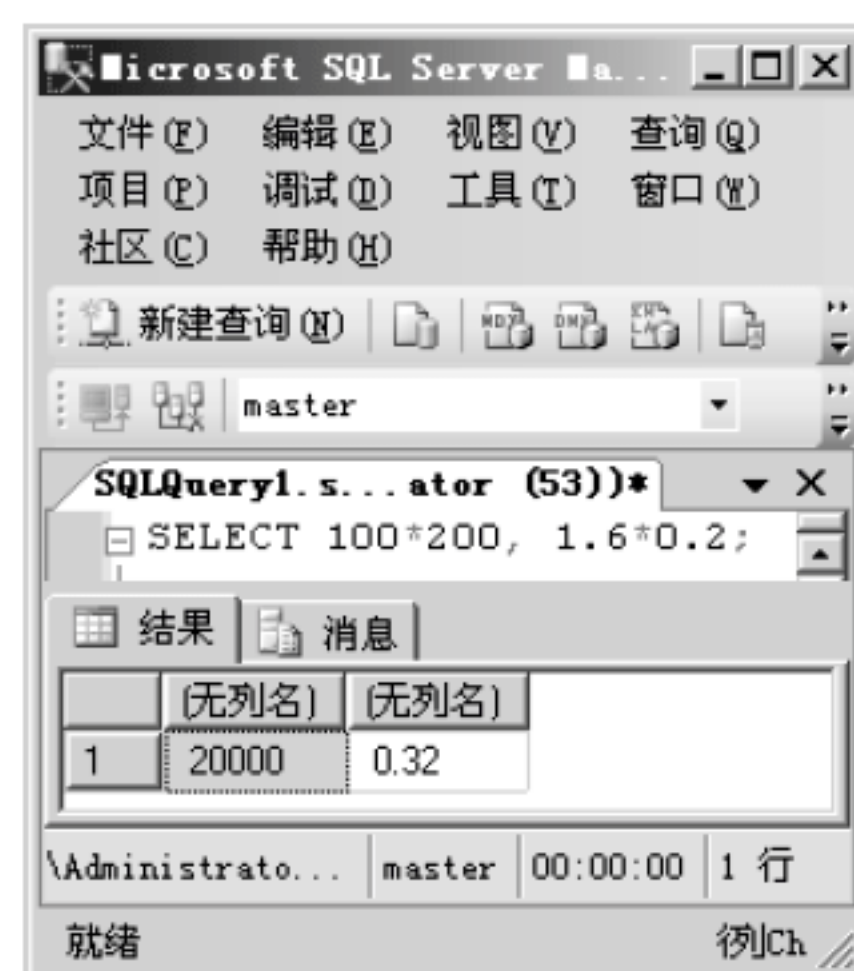 Microsoft SQL Server Ma...
文件(F) 编辑(E) 视图(V) 查询(Q)
项目(P) 调试(D) 工具(T) 窗口(W)
社区(C) 帮助(H)
新建查询(N)
master
SQLQuery1.s...ator (53))*
SELECT 100*200, 1.6*0.2;
结果 消息
(无列名) (无列名)
1 20000 0.32
\Administrato... master 00:00:00 1 行
就绪 Ch